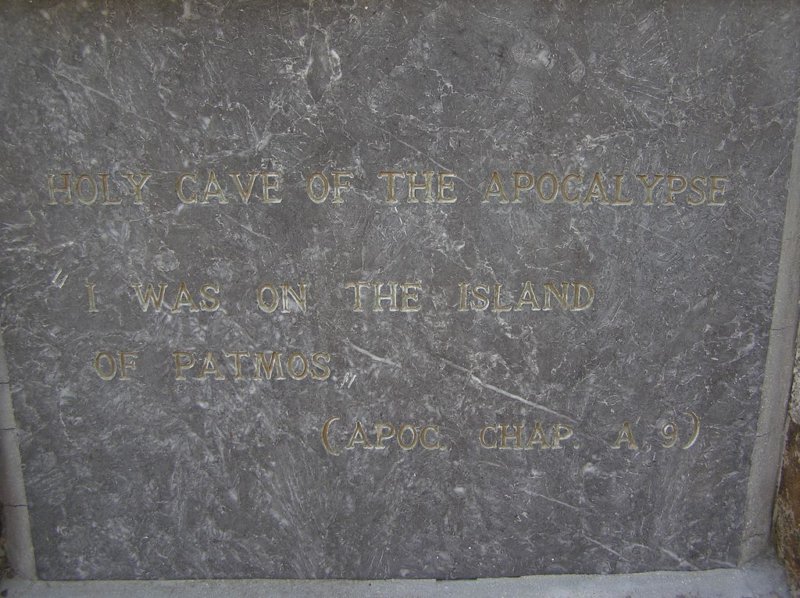 HOLY CAVE OF THE APOCALYPSE
"I WAS ON THE ISLAND
OF PATMOS.„
(APOC. CHAP. A, 9)